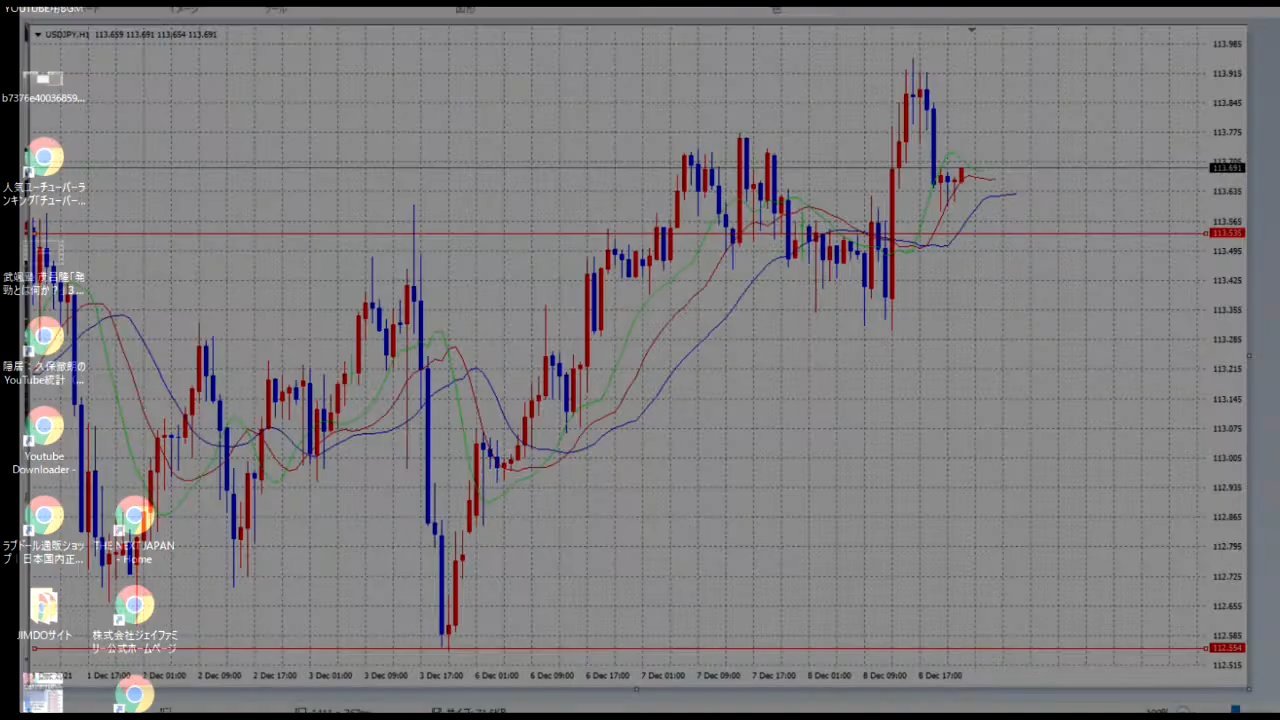 USDJPY,H1 113.659 113.691 113.654 113.691
b7376e40036859...
人気ユーチューバーラ
ンキング「チューバー...
YouTube統計
Youtube
Downloader -
ラブドール通販ショッ
プ | 日本国内正...
THE NEXT JAPAN
- Home
JIMDOサイト
株式会社ジェイファミ
リー公式ホームページ
113.985
113.915
113.845
113.775
113.705
113.691
113.635
113.565
113.535
113.495
113.425
113.355
113.285
113.215
113.145
113.075
113.005
112.935
112.865
112.795
112.725
112.655
112.585
112.554
112.515
1 Dec 17:00
2 Dec 01:00
2 Dec 09:00
2 Dec 17:00
3 Dec 01:00
3 Dec 09:00
3 Dec 17:00
6 Dec 01:00
6 Dec 09:00
6 Dec 17:00
7 Dec 01:00
7 Dec 09:00
7 Dec 17:00
8 Dec 01:00
8 Dec 09:00
8 Dec 17:00